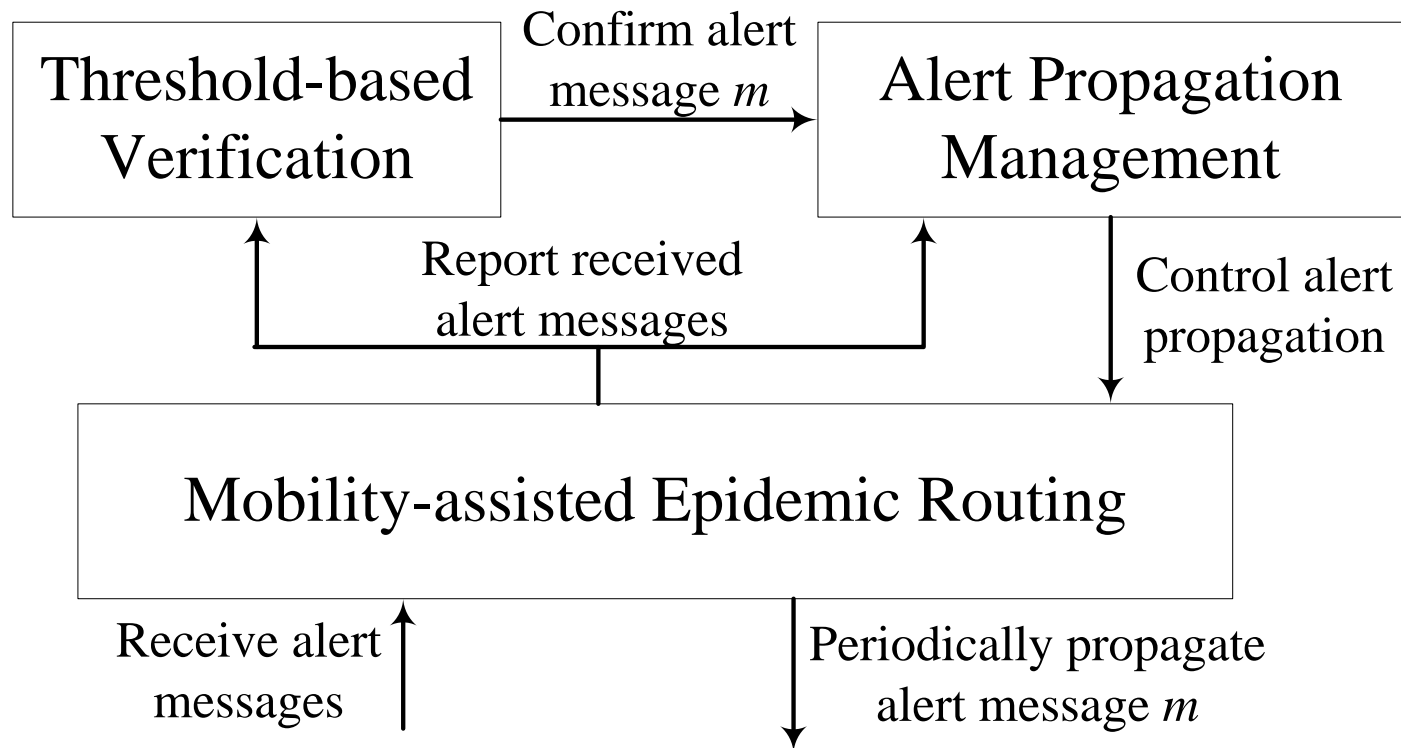 Threshold-based
Verification
Confirm alert
message m
Alert Propagation
Management
Report received
alert messages
Control alert
propagation
Mobility-assisted Epidemic Routing
Receive alert
messages
Periodically propagate
alert message m